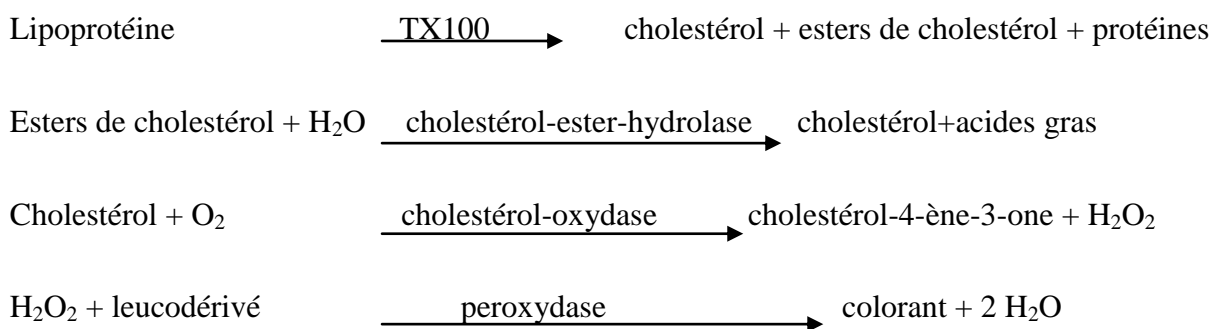 Lipoprotéine TX100 cholestérol + esters de cholestérol + protéines
Esters de cholestérol + H₂O cholestérol-ester-hydrolase cholestérol+acides gras
Cholestérol + O₂ cholestérol-oxydase cholestérol-4-ène-3-one + H₂O₂
H₂O₂ + leucodérivé peroxydase colorant + 2 H₂O